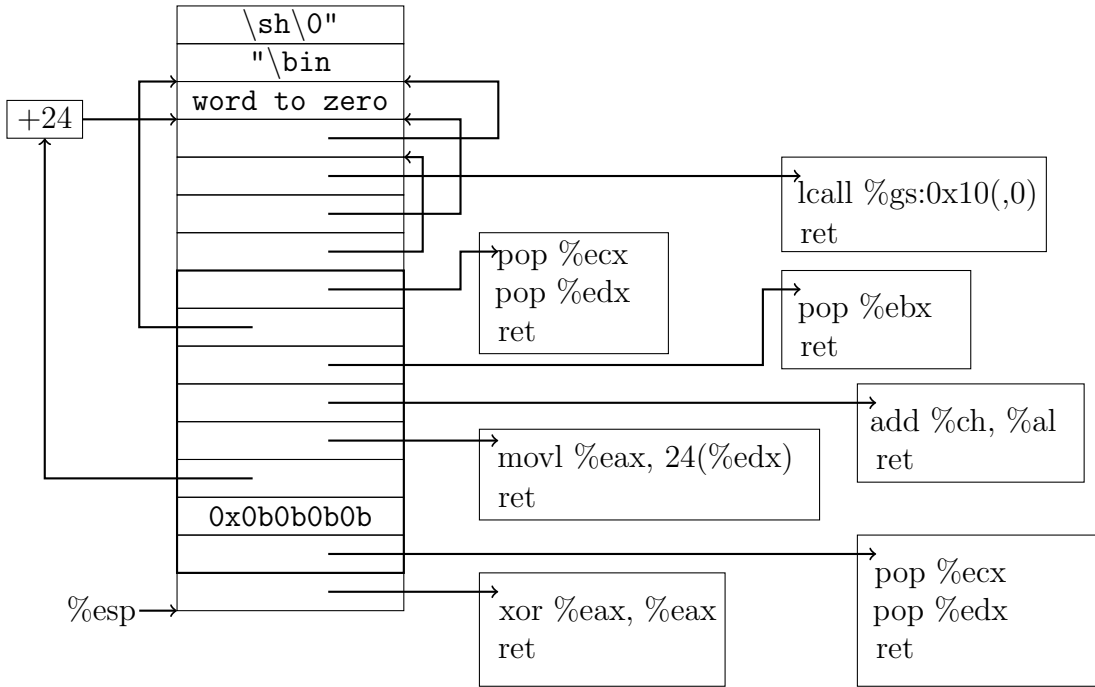 \sh\0"
"\bin
word to zero
+24
lcall %gs:0x10(,0)
ret
pop %ecx
pop %edx
ret
pop %ebx
ret
add %ch, %al
ret
movl %eax, 24(%edx)
ret
0x0b0b0b0b
pop %ecx
pop %edx
ret
%esp
xor %eax, %eax
ret